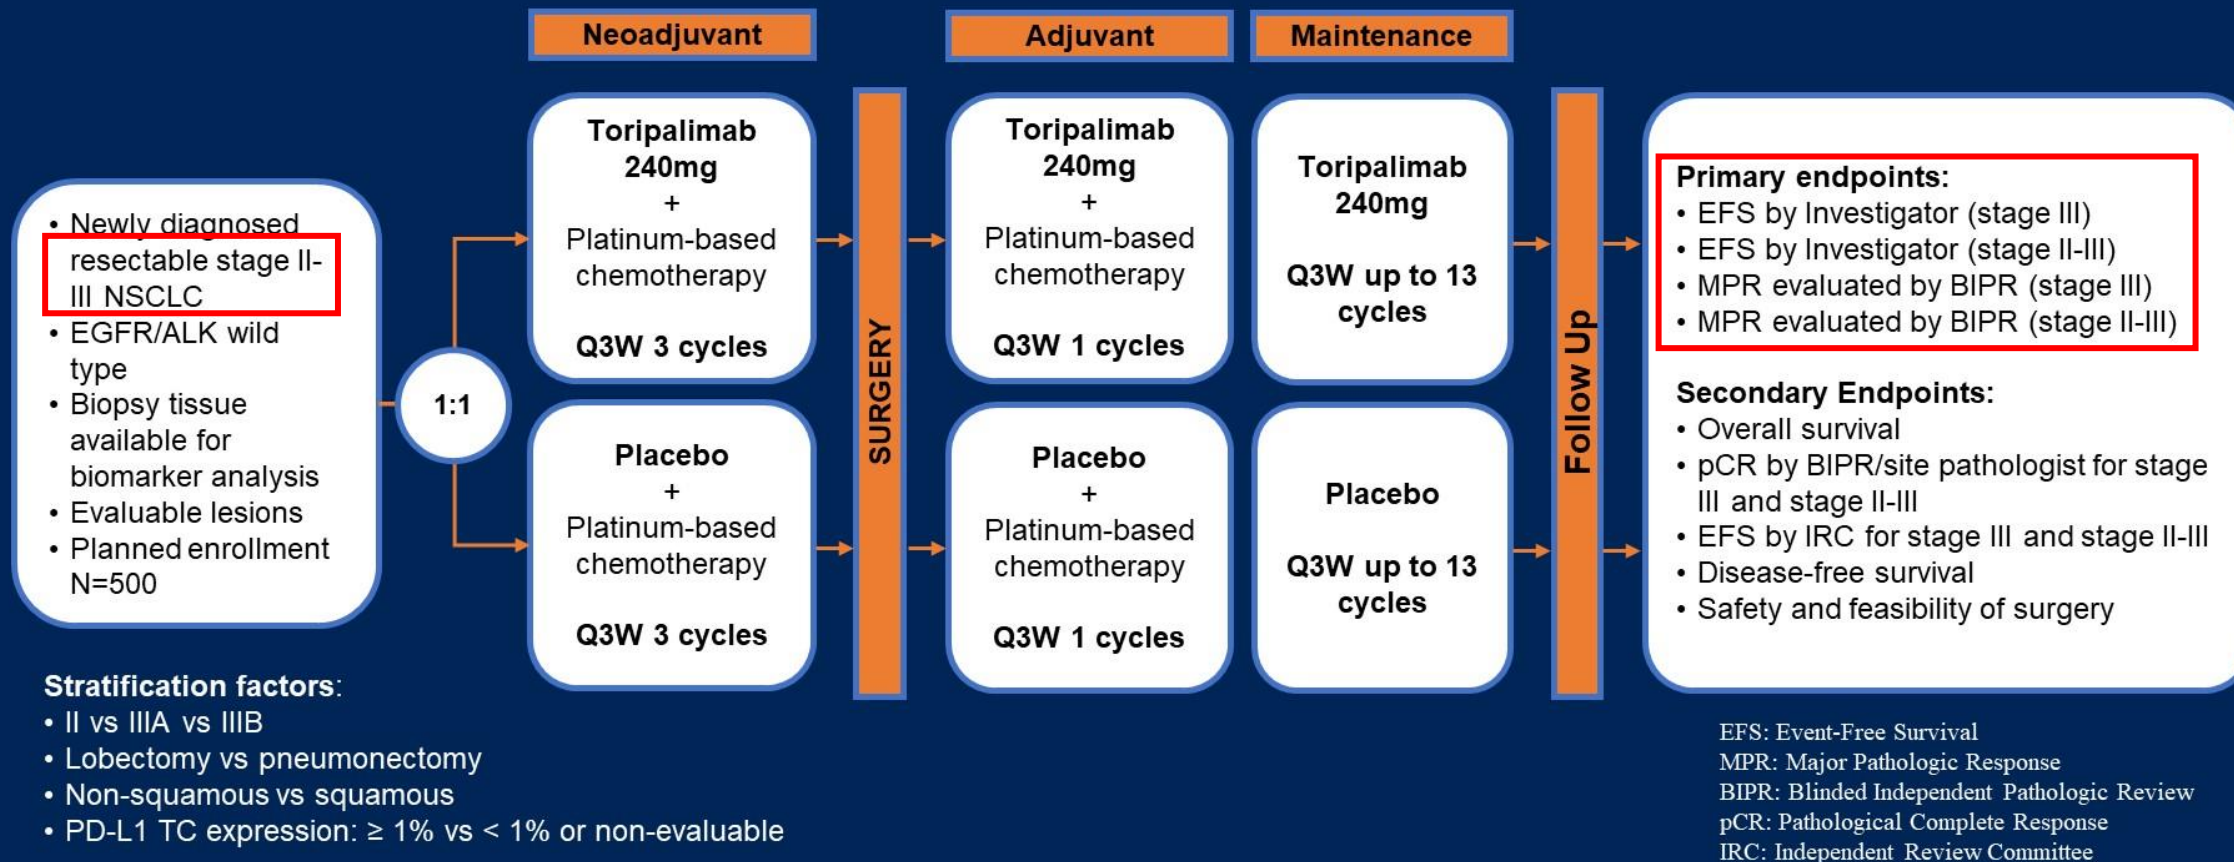 Neoadjuvant
Adjuvant
Maintenance
• Newly diagnosed
resectable stage II-
III NSCLC
• EGFR/ALK wild
type
• Biopsy tissue
available for
biomarker analysis
• Evaluable lesions
• Planned enrollment
N=500
1:1
Toripalimab
240mg
+
Platinum-based
chemotherapy
Q3W 3 cycles
Placebo
+
Platinum-based
chemotherapy
Q3W 3 cycles
SURGERY
Toripalimab
240mg
+
Platinum-based
chemotherapy
Q3W 1 cycles
Placebo
+
Platinum-based
chemotherapy
Q3W 1 cycles
Toripalimab
240mg
Q3W up to 13
cycles
Placebo
Q3W up to 13
cycles
Follow Up
Primary endpoints:
• EFS by Investigator (stage III)
• EFS by Investigator (stage II-III)
• MPR evaluated by BIPR (stage III)
• MPR evaluated by BIPR (stage II-III)
Secondary Endpoints:
• Overall survival
• pCR by BIPR/site pathologist for stage
III and stage II-III
• EFS by IRC for stage III and stage II-III
• Disease-free survival
• Safety and feasibility of surgery
Stratification factors:
• II vs IIIA vs IIIB
• Lobectomy vs pneumonectomy
• Non-squamous vs squamous
• PD-L1 TC expression: ≥ 1% vs < 1% or non-evaluable
EFS: Event-Free Survival
MPR: Major Pathologic Response
BIPR: Blinded Independent Pathologic Review
pCR: Pathological Complete Response
IRC: Independent Review Committee